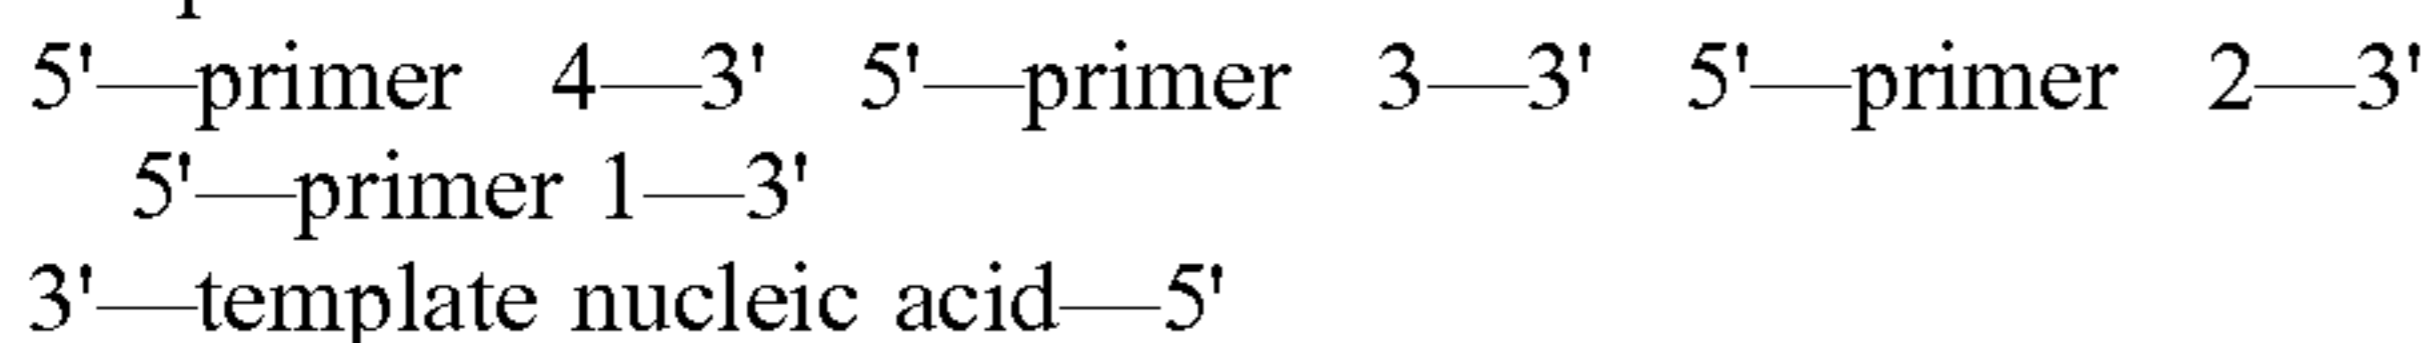 5'—primer 4—3' 5'—primer 3—3' 5'—primer 2—3'
5'—primer 1—3'
3'—template nucleic acid—5'